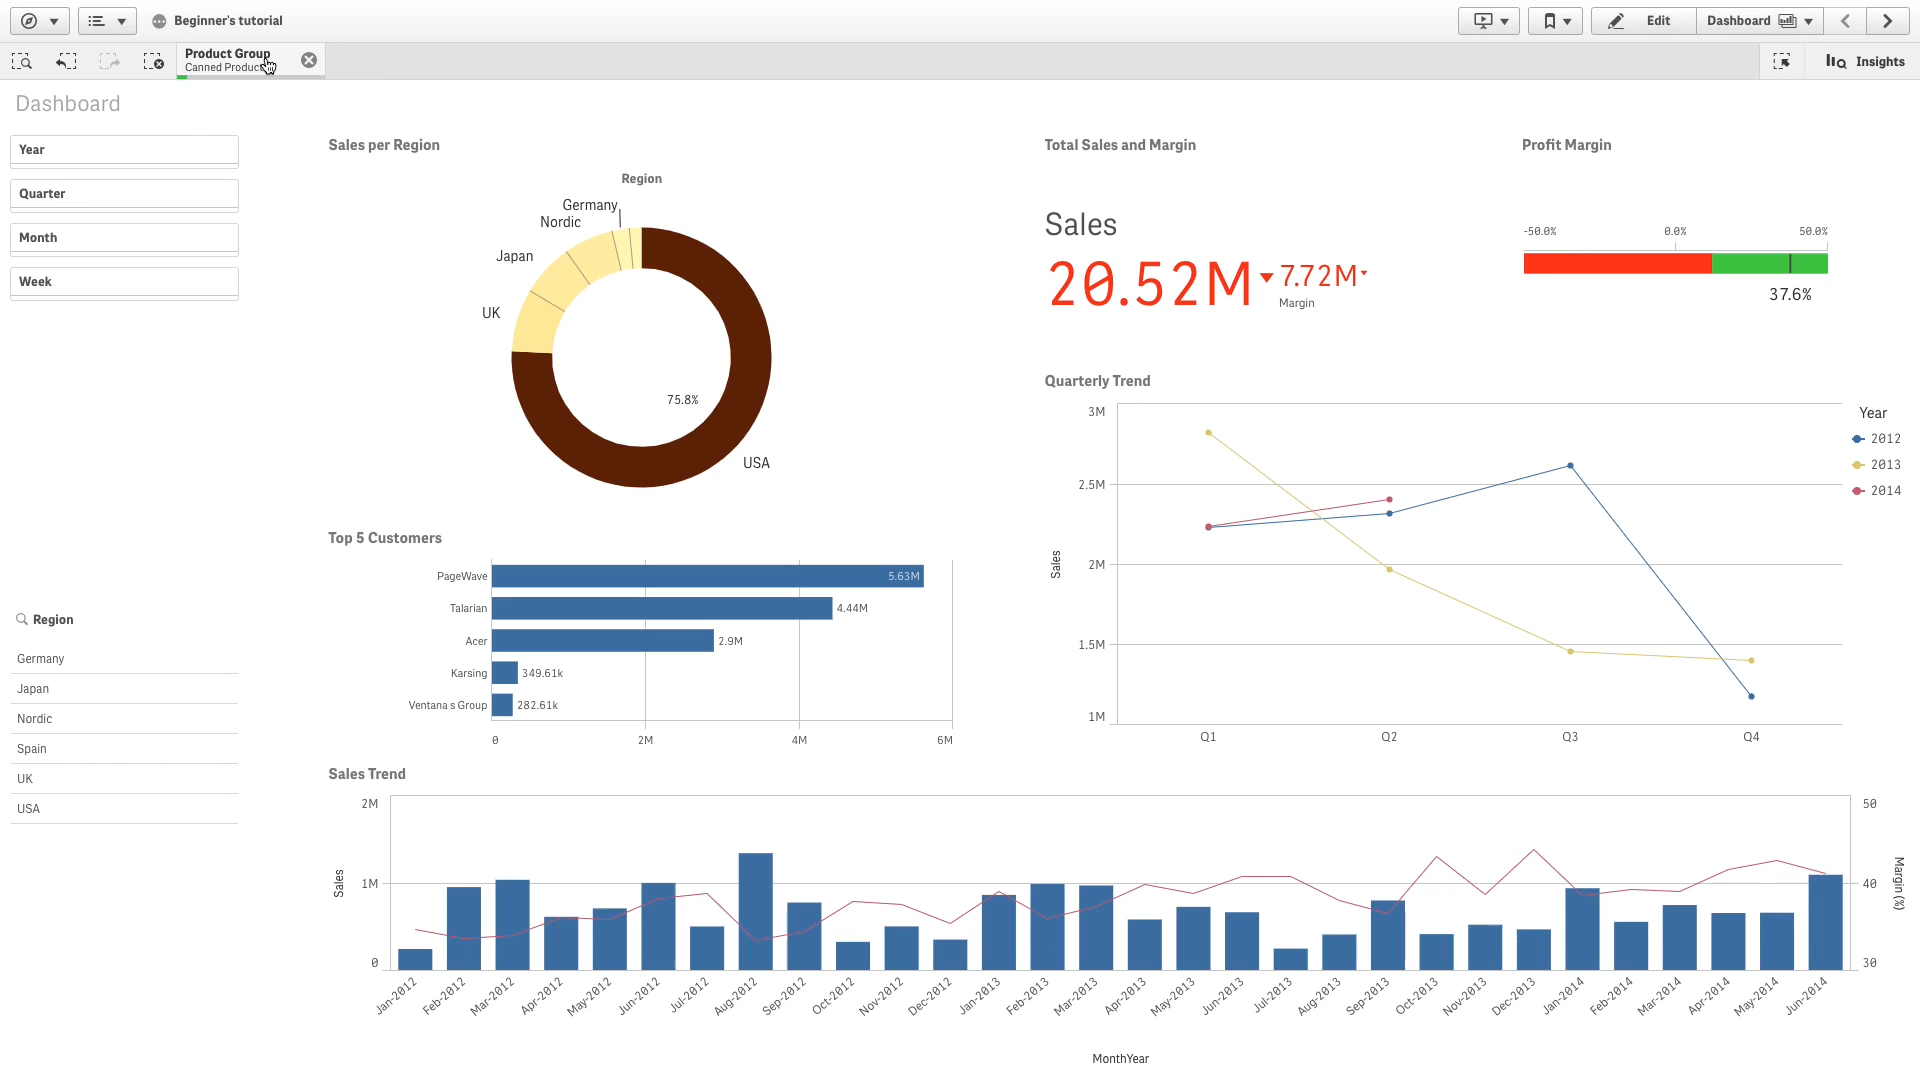 Beginner's tutorial
Edit
Dashboard
Product Group
Canned Product
Insights
Dashboard
Year
Quarter
Month
Week
Region
Germany
Japan
Nordic
Spain
UK
USA
Sales per Region
Region
Germany
Nordic
Japan
UK
75.8%
USA
Total Sales and Margin
Sales
20.52M
7.72M
Margin
Profit Margin
-50.0% 0.0% 50.0%
37.6%
Top 5 Customers
PageWave 5.63M
Talarian 4.44M
Acer 2.9M
Karsing 349.61k
Ventana s Group 282.61k
0 2M 4M 6M
Quarterly Trend
Sales
3M
2.5M
2M
1.5M
1M
Q1 Q2 Q3 Q4
Year
2012
2013
2014
Sales Trend
Sales
2M
1M
0
50
40
30
Margin (%)
Jan-2012 Feb-2012 Mar-2012 Apr-2012 May-2012 Jun-2012 Jul-2012 Aug-2012 Sep-2012 Oct-2012 Nov-2012 Dec-2012 Jan-2013 Feb-2013 Mar-2013 Apr-2013 May-2013 Jun-2013 Jul-2013 Aug-2013 Sep-2013 Oct-2013 Nov-2013 Dec-2013 Jan-2014 Feb-2014 Mar-2014 Apr-2014 May-2014 Jun-2014
MonthYear